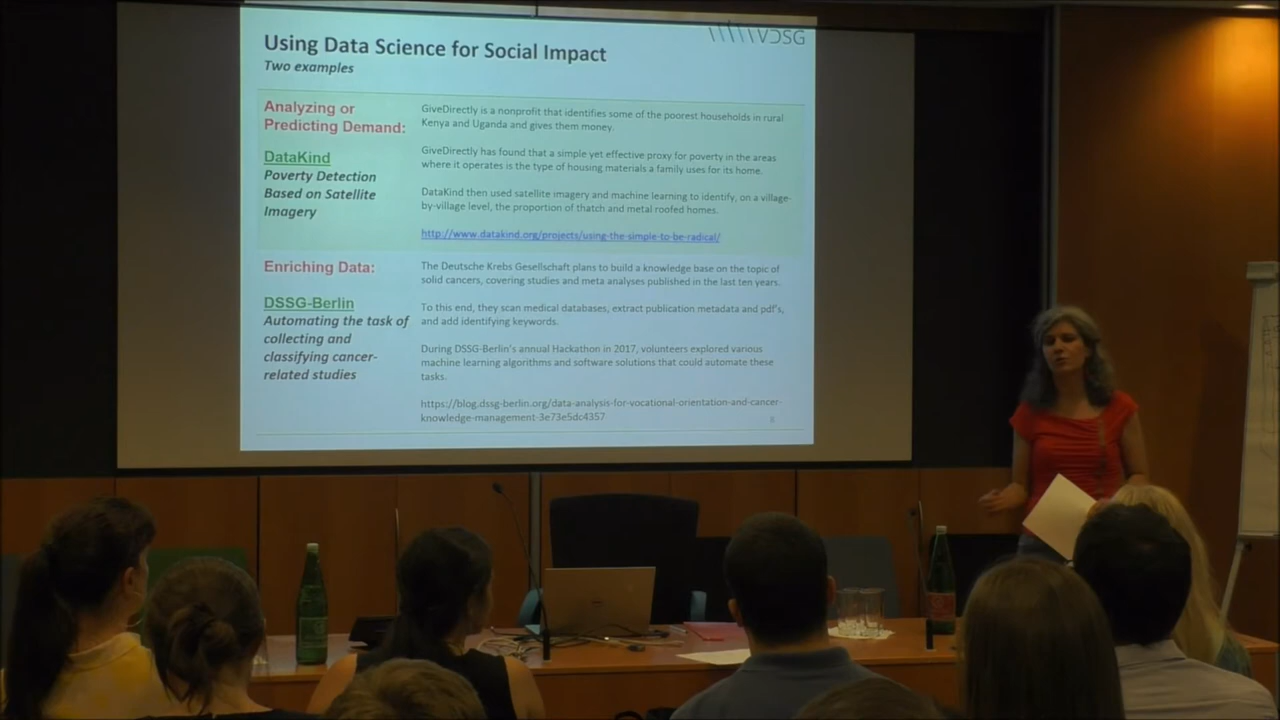 VDSG
Using Data Science for Social Impact
Two examples
Analyzing or
Predicting Demand:
DataKind
Poverty Detection
Based on Satellite
Imagery
GiveDirectly is a nonprofit that identifies some of the poorest households in rural
Kenya and Uganda and gives them money.
GiveDirectly has found that a simple yet effective proxy for poverty in the areas
where it operates is the type of housing materials a family uses for its home.
DataKind then used satellite imagery and machine learning to identify, on a village-
by-village level, the proportion of thatch and metal roofed homes.
http://www.datakind.org/projects/using-the-simple-to-be-radical/
Enriching Data:
DSSG-Berlin
Automating the task of
collecting and
classifying cancer-
related studies
The Deutsche Krebs Gesellschaft plans to build a knowledge base on the topic of
solid cancers, covering studies and meta analyses published in the last ten years.
To this end, they scan medical databases, extract publication metadata and pdf's,
and add identifying keywords.
During DSSG-Berlin's annual Hackathon in 2017, volunteers explored various
machine learning algorithms and software solutions that could automate these
tasks.
https://blog.dssg-berlin.org/data-analysis-for-vocational-orientation-and-cancer-
knowledge-management-3e73e5dc4357
8